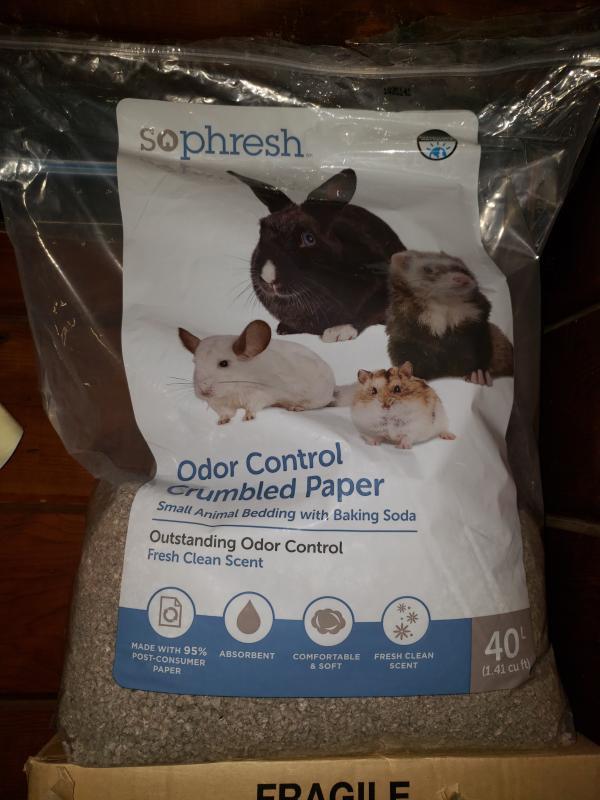 sophresh
Odor Control
Crumbled Paper
Small Animal Bedding with Baking Soda
Outstanding Odor Control
Fresh Clean Scent
MADE WITH 95%
POST-CONSUMER
PAPER
ABSORBENT
COMFORTABLE
& SOFT
FRESH CLEAN
SCENT
40L
(1.41 cu ft)
FRAGILE